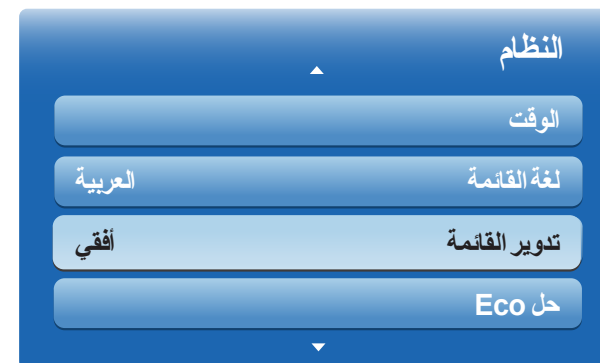 النظام
الوقت
لغة القائمة العربية
تدوير القائمة أفقي
حل Eco